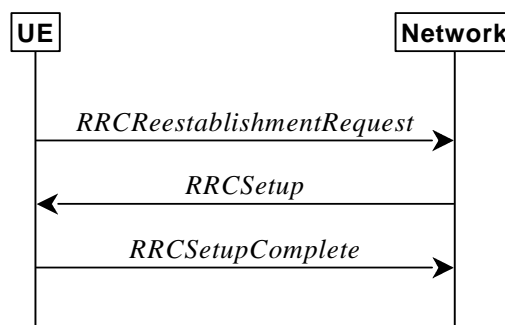 UE
Network
RRCReestablishmentRequest
RRCSetup
RRCSetupComplete